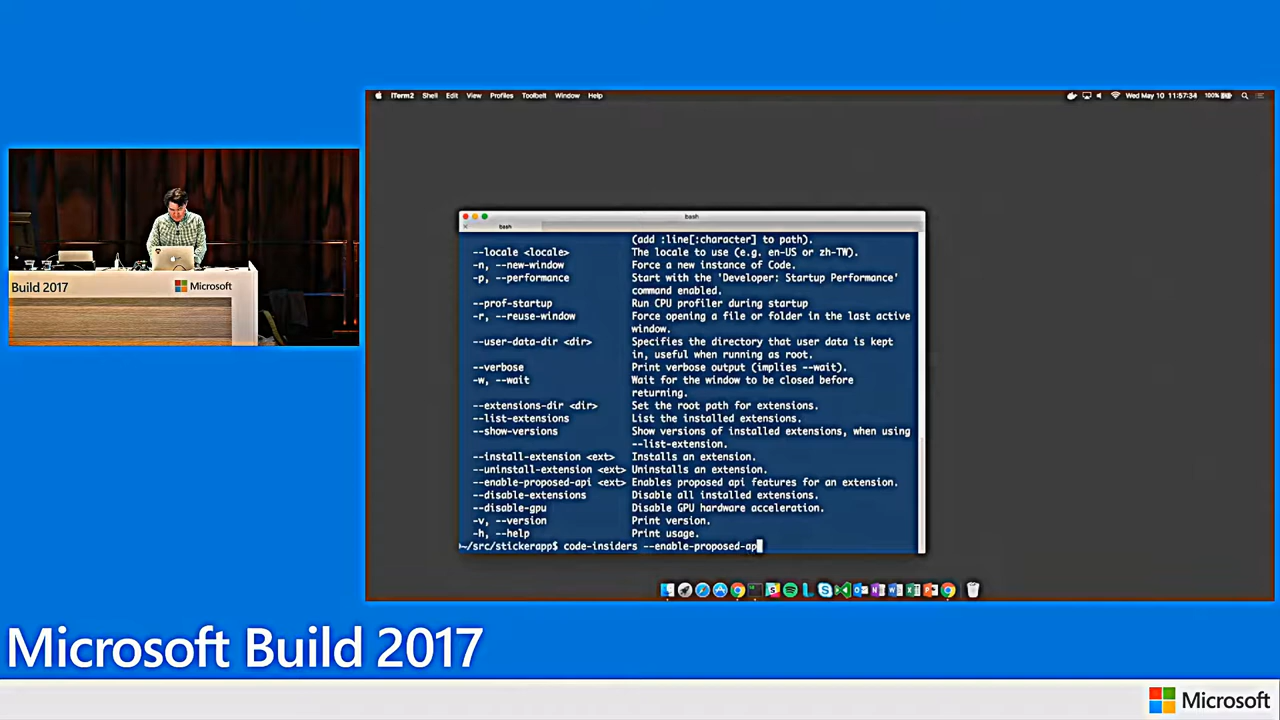 iTerm2 Shell Edit View Profiles Toolbelt Window Help
Wed May 10 11:57:34 100%
bash
bash
(add :line[:character] to path).
--locale <locale> The locale to use (e.g. en-US or zh-TW).
-n, --new-window Force a new instance of Code.
-p, --performance Start with the 'Developer: Startup Performance'
command enabled.
--prof-startup Run CPU profiler during startup
-r, --reuse-window Force opening a file or folder in the last active
window.
--user-data-dir <dir> Specifies the directory that user data is kept
in, useful when running as root.
--verbose Print verbose output (implies --wait).
-w, --wait Wait for the window to be closed before
returning.
--extensions-dir <dir> Set the root path for extensions.
--list-extensions List the installed extensions.
--show-versions Show versions of installed extensions, when using
--list-extension.
--install-extension <ext> Installs an extension.
--uninstall-extension <ext> Uninstalls an extension.
--enable-proposed-api <ext> Enables proposed api features for an extension.
--disable-extensions Disable all installed extensions.
--disable-gpu Disable GPU hardware acceleration.
-v, --version Print version.
-h, --help Print usage.
~/src/stickerapp$ code-insiders --enable-proposed-ap
Build 2017
Microsoft
Microsoft Build 2017
Microsoft